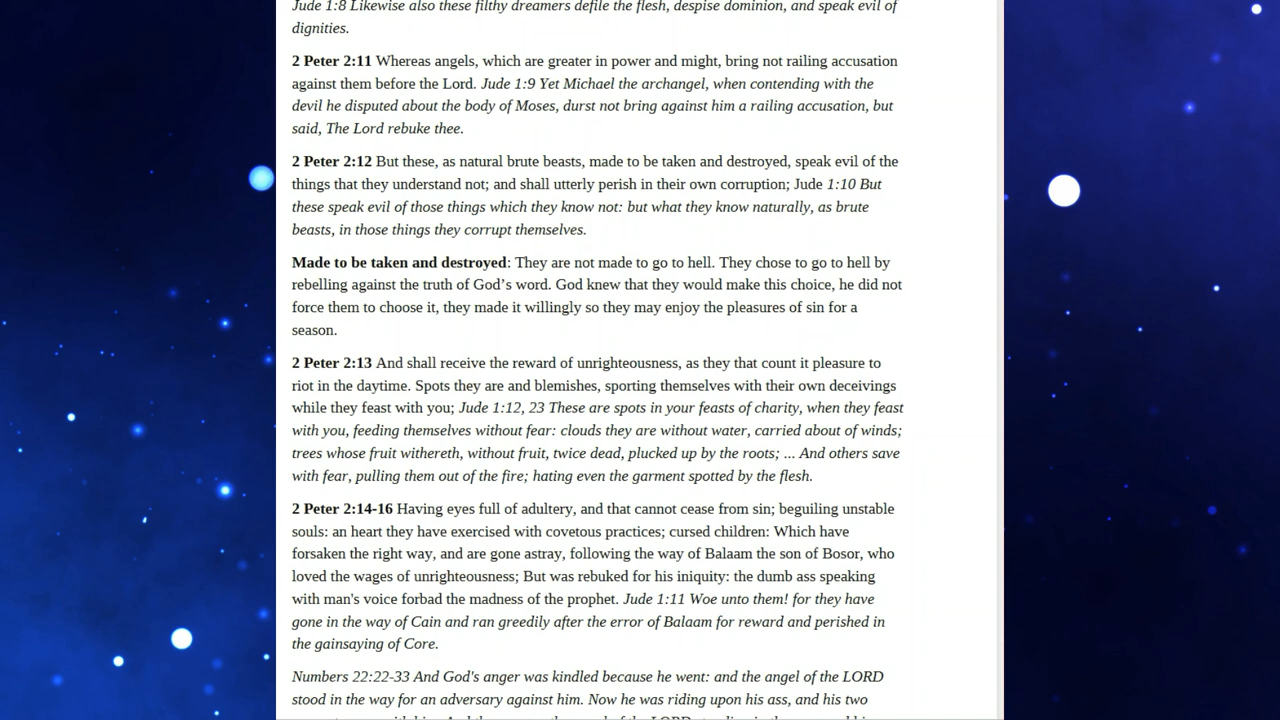 Jude 1:8 Likewise also these filthy dreamers defile the flesh, despise dominion, and speak evil of
dignities.
2 Peter 2:11 Whereas angels, which are greater in power and might, bring not railing accusation
against them before the Lord. Jude 1:9 Yet Michael the archangel, when contending with the
devil he disputed about the body of Moses, durst not bring against him a railing accusation, but
said, The Lord rebuke thee.
2 Peter 2:12 But these, as natural brute beasts, made to be taken and destroyed, speak evil of the
things that they understand not; and shall utterly perish in their own corruption; Jude 1:10 But
these speak evil of those things which they know not: but what they know naturally, as brute
beasts, in those things they corrupt themselves.
Made to be taken and destroyed: They are not made to go to hell. They chose to go to hell by
rebelling against the truth of God's word. God knew that they would make this choice, he did not
force them to choose it, they made it willingly so they may enjoy the pleasures of sin for a
season.
2 Peter 2:13 And shall receive the reward of unrighteousness, as they that count it pleasure to
riot in the daytime. Spots they are and blemishes, sporting themselves with their own deceivings
while they feast with you; Jude 1:12, 23 These are spots in your feasts of charity, when they feast
with you, feeding themselves without fear: clouds they are without water, carried about of winds;
trees whose fruit withereth, without fruit, twice dead, plucked up by the roots; ... And others save
with fear, pulling them out of the fire; hating even the garment spotted by the flesh.
2 Peter 2:14-16 Having eyes full of adultery, and that cannot cease from sin; beguiling unstable
souls: an heart they have exercised with covetous practices; cursed children: Which have
forsaken the right way, and are gone astray, following the way of Balaam the son of Bosor, who
loved the wages of unrighteousness; But was rebuked for his iniquity: the dumb ass speaking
with man's voice forbad the madness of the prophet. Jude 1:11 Woe unto them! for they have
gone in the way of Cain and ran greedily after the error of Balaam for reward and perished in
the gainsaying of Core.
Numbers 22:22-33 And God's anger was kindled because he went: and the angel of the LORD
stood in the way for an adversary against him. Now he was riding upon his ass, and his two